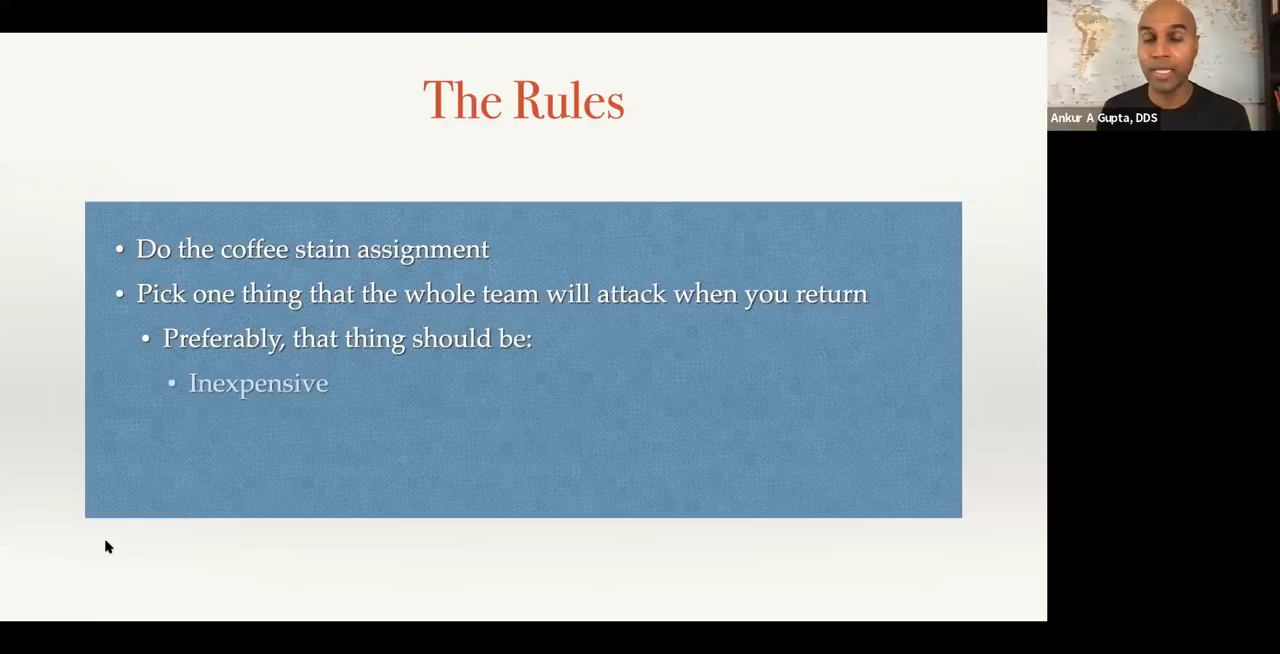 The Rules
• Do the coffee stain assignment
• Pick one thing that the whole team will attack when you return
• Preferably, that thing should be:
• Inexpensive
Ankur A Gupta, DDS